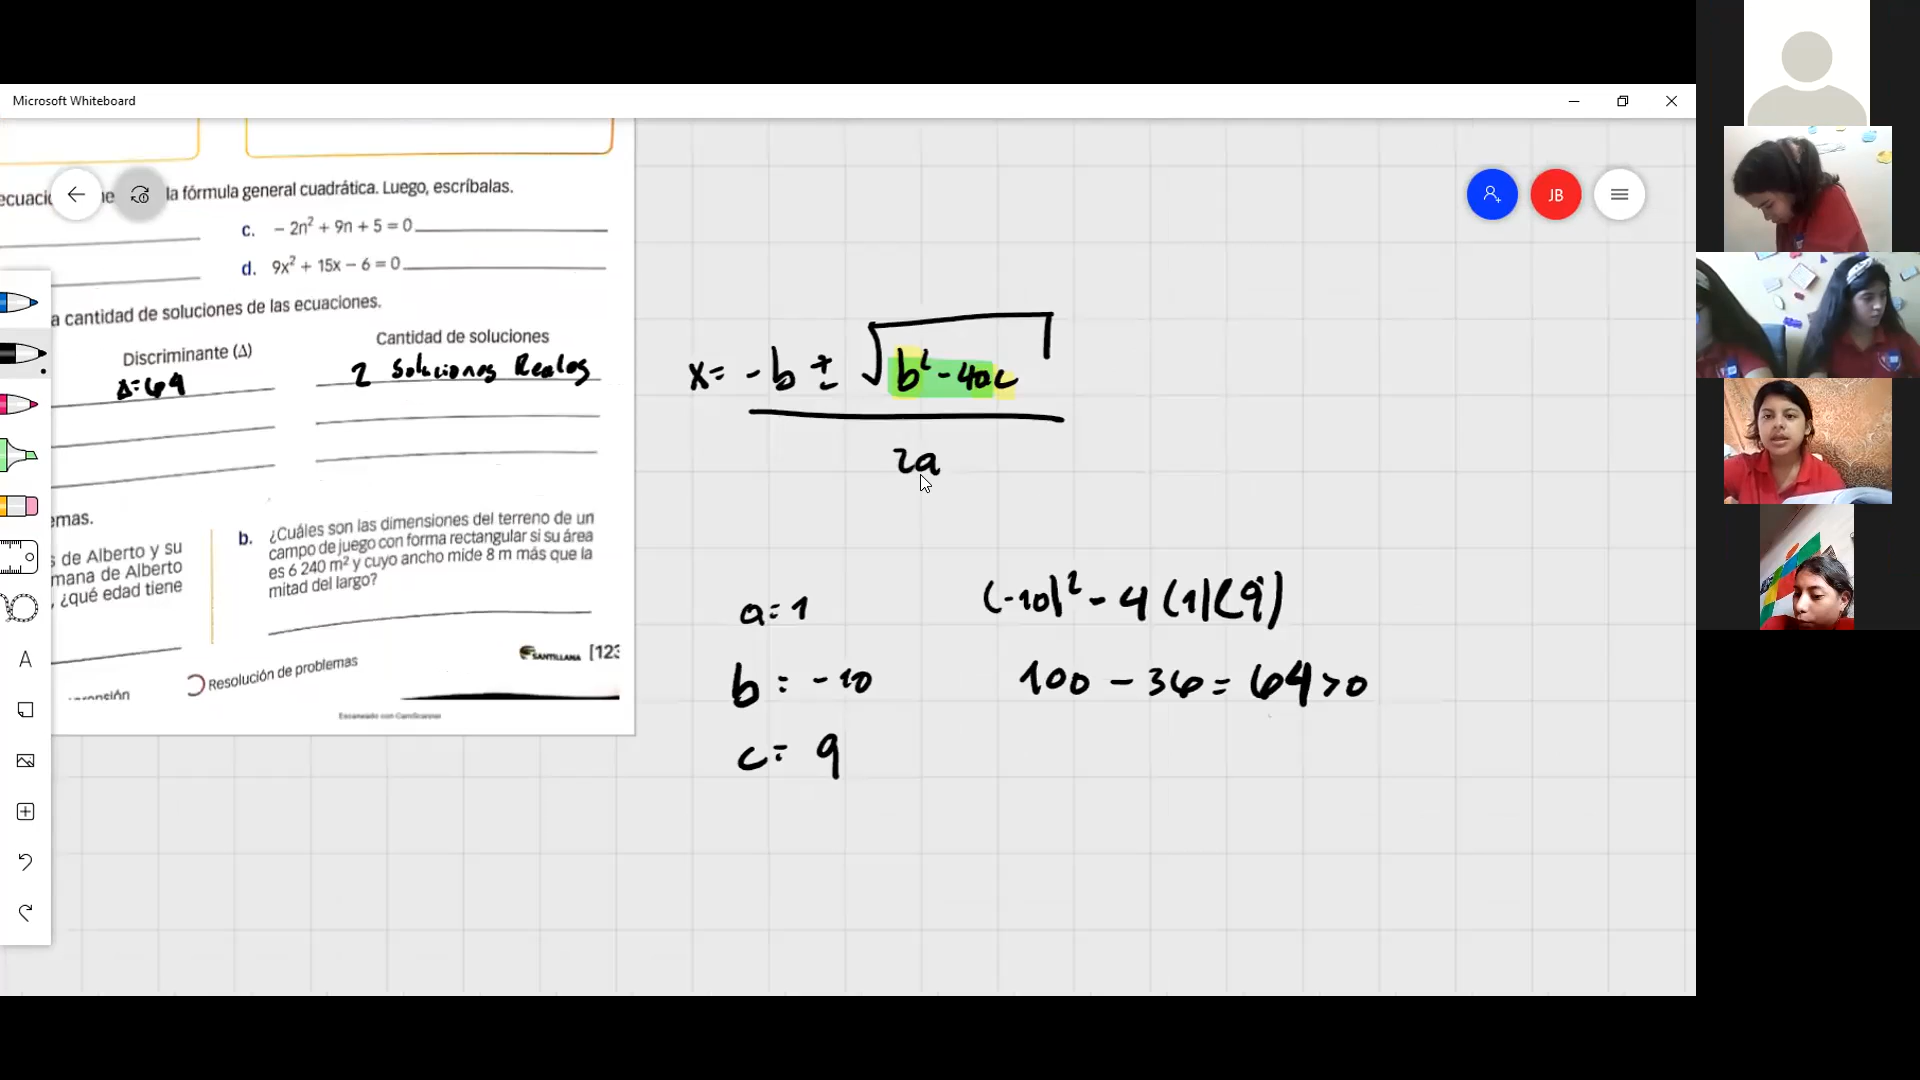 Microsoft Whiteboard
JB
la fórmula general cuadrática. Luego, escríbalas.
c. - 2n² + 9n + 5 = 0
d. 9x² + 15x – 6 = 0
a cantidad de soluciones de las ecuaciones.
Discriminante (Δ)
Cantidad de soluciones
Δ=64
2 Soluciones Reales
emas.
s de Alberto y su
mana de Alberto
, ¿qué edad tiene
b. ¿Cuáles son las dimensiones del terreno de un
campo de juego con forma rectangular si su área
es 6 240 m² y cuyo ancho mide 8 m más que la
mitad del largo?
SANTILLANA [123
Resolución de problemas
Escaneado con CamScanner
x= -b ± √b²-4ac
2a
a=1
b = -10
c= 9
(-10)² - 4 (1)(9)
100 - 36 = 64>0
A